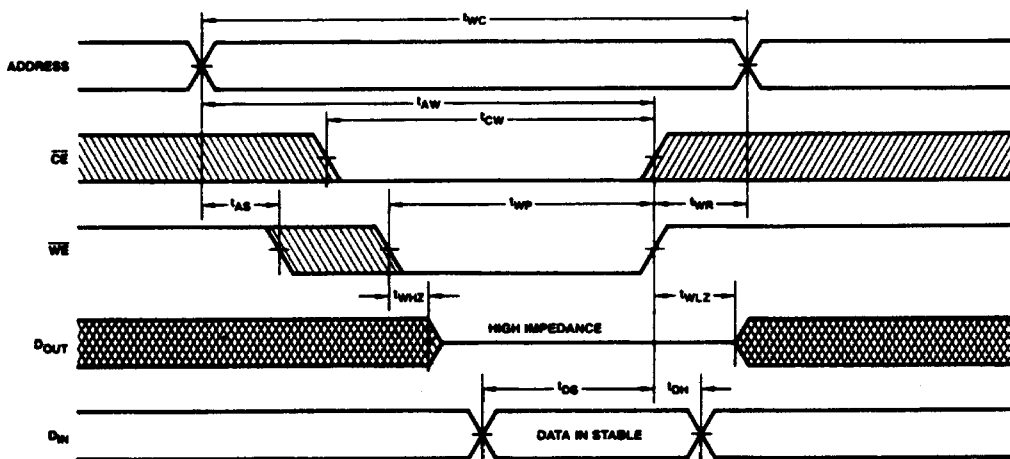 tWC
ADDRESS
tAW
tCW
CE
tAS
tWP
tWR
WE
tWHZ
tWLZ
HIGH IMPEDANCE
DOUT
tDS
tDH
DIN
DATA IN STABLE